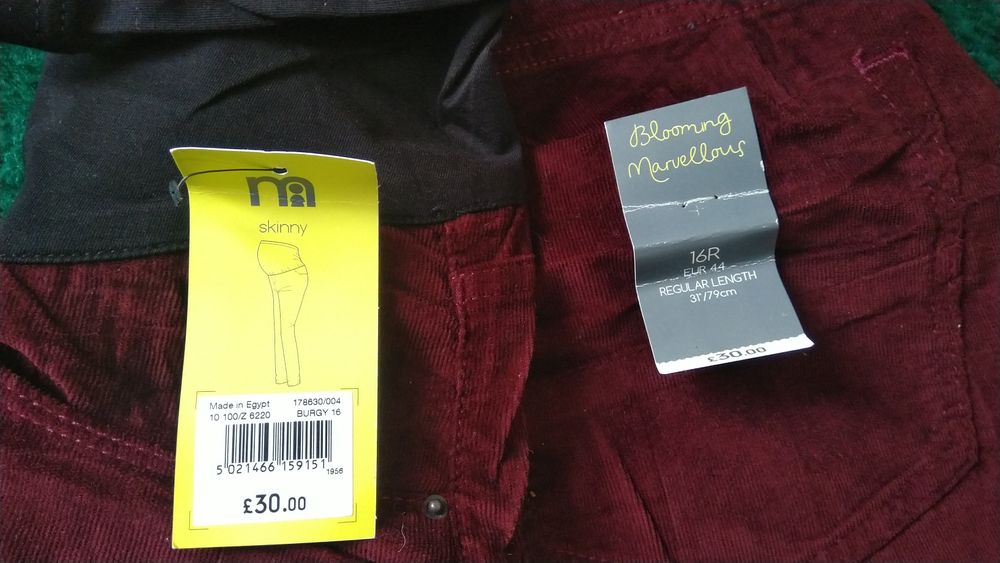 m
skinny
Made in Egypt 178630/004
10 100/Z 6220 BURGY 16
5 021466 159151 1956
£30.00
Blooming
Marvellous
16R
EUR 44
REGULAR LENGTH
31"/79cm
£30.00